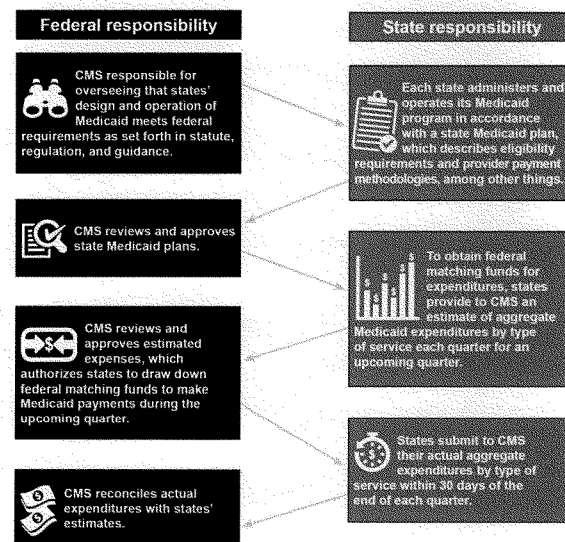 Federal responsibility
CMS responsible for
overseeing that states'
design and operation of
Medicaid meets federal
requirements as set forth in statute,
regulation, and guidance.
CMS reviews and approves
state Medicaid plans.
CMS reviews and
approves estimated
expenses, which
authorizes states to draw down
federal matching funds to make
Medicaid payments during the
upcoming quarter.
CMS reconciles actual
expenditures with states'
estimates.
State responsibility
Each state administers and
operates its Medicaid
program in accordance
with a state Medicaid plan,
which describes eligibility
requirements and provider payment
methodologies, among other things.
To obtain federal
matching funds for
expenditures, states
provide to CMS an
estimate of aggregate
Medicaid expenditures by type
of service each quarter for an
upcoming quarter.
States submit to CMS
their actual aggregate
expenditures by type of
service within 30 days of the
end of each quarter.